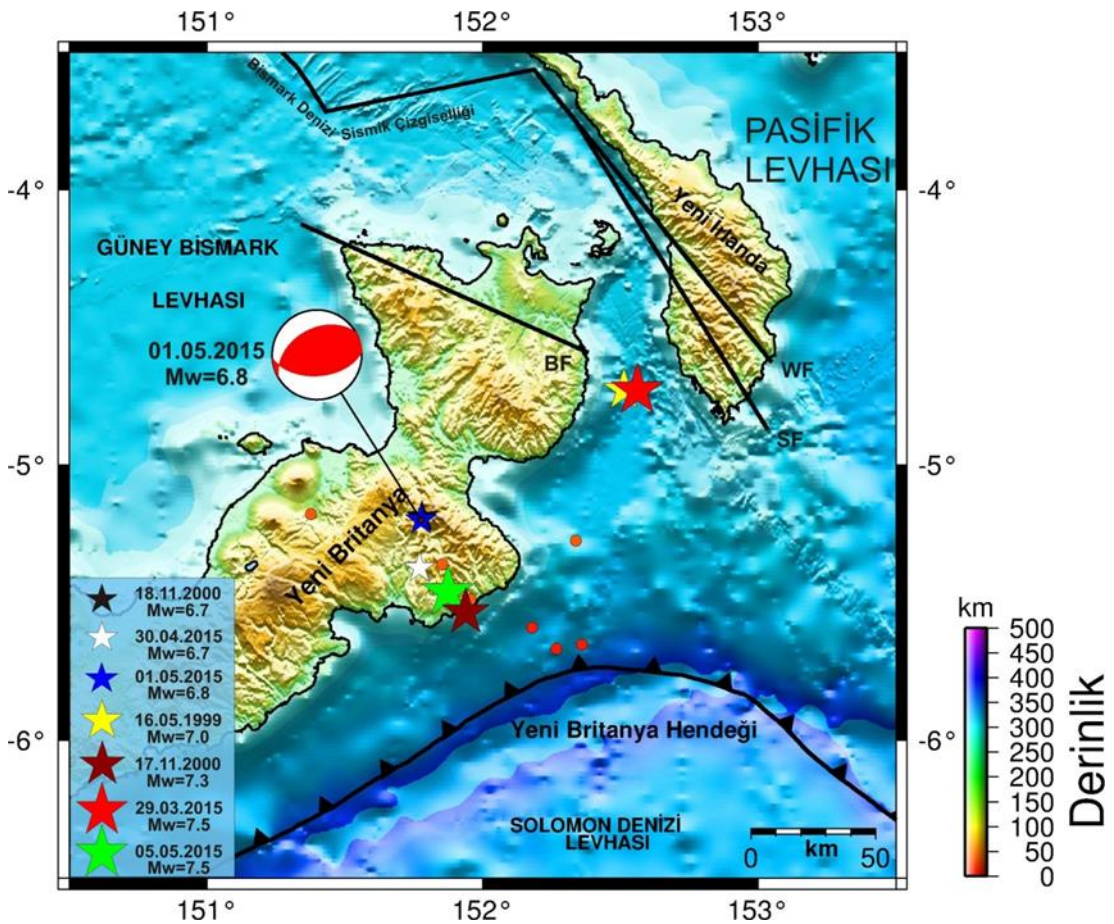 151° 152° 153°
Bismark Denizi Sismik Çizgiselliği
PASİFİK
LEVHASI
-4° -4°
Yeni İrlanda
GÜNEY BİSMARK
LEVHASI
01.05.2015
Mw=6.8
BF
WF
SF
-5° -5°
Yeni Britanya
18.11.2000
Mw=6.7
30.04.2015
Mw=6.7
01.05.2015
Mw=6.8
16.05.1999
Mw=7.0
17.11.2000
Mw=7.3
29.03.2015
Mw=7.5
05.05.2015
Mw=7.5
Yeni Britanya Hendeği
-6° -6°
SOLOMON DENİZİ
LEVHASI
0 km 50
151° 152° 153°
km
500
450
400
350
300
250
200
150
100
50
0
Derinlik